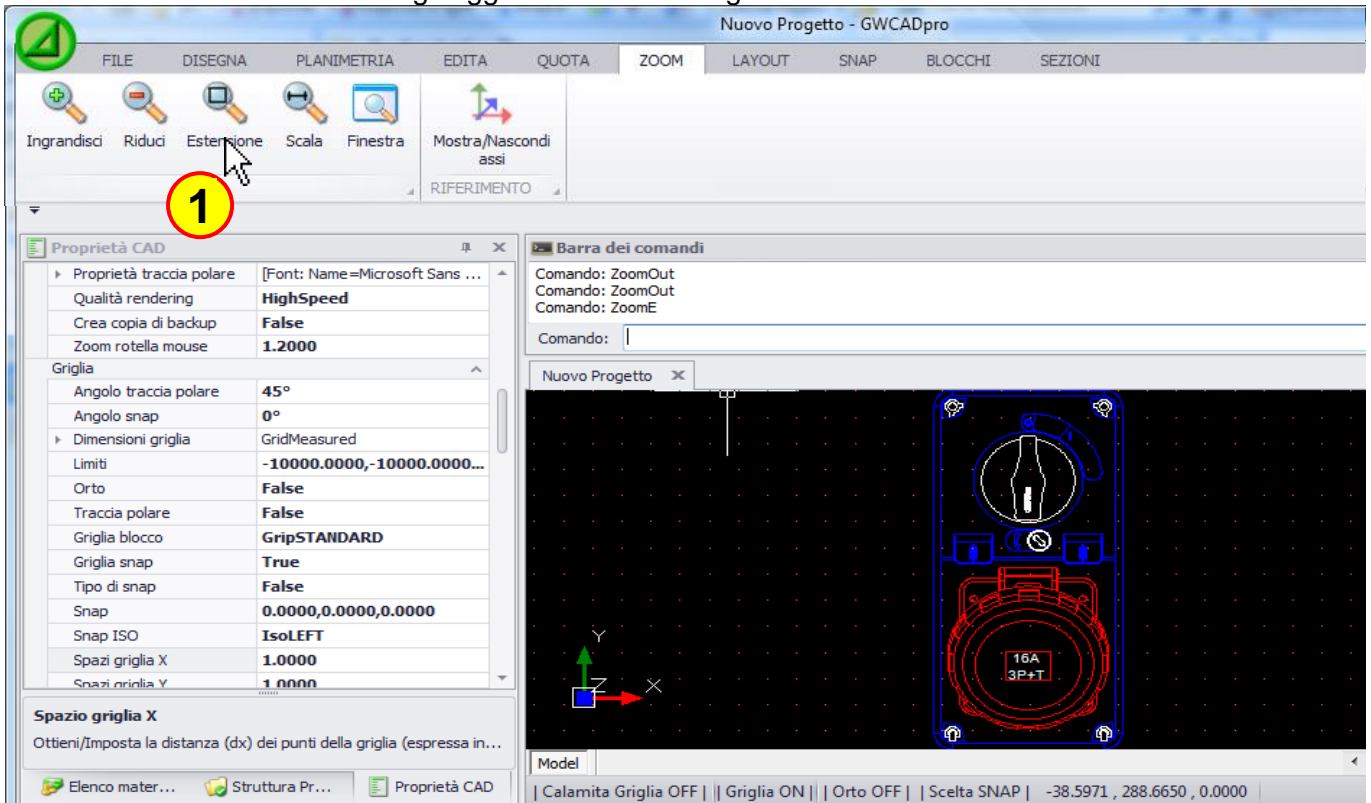 Nuovo Progetto - GWCADpro
FILE DISEGNA PLANIMETRIA EDITA QUOTA ZOOM LAYOUT SNAP BLOCCHI SEZIONI
Ingrandisci Riduci Estensione Scala Finestra Mostra/Nascondi
assi
RIFERIMENTO
1
Proprietà CAD
Proprietà traccia polare [Font: Name=Microsoft Sans ...
Qualità rendering HighSpeed
Crea copia di backup False
Zoom rotella mouse 1.2000
Griglia
Angolo traccia polare 45°
Angolo snap 0°
Dimensioni griglia GridMeasured
Limiti -10000.0000,-10000.0000...
Orto False
Traccia polare False
Griglia blocco GripSTANDARD
Griglia snap True
Tipo di snap False
Snap 0.0000,0.0000,0.0000
Snap ISO IsoLEFT
Spazi griglia X 1.0000
Spazi griglia Y 1.0000
Spazio griglia X
Ottieni/Imposta la distanza (dx) dei punti della griglia (espressa in...
Elenco mater... Struttura Pr... Proprietà CAD
Barra dei comandi
Comando: ZoomOut
Comando: ZoomOut
Comando: ZoomE
Comando:
Nuovo Progetto
16A
3P+T
Y
Z X
Model
| Calamita Griglia OFF | | Griglia ON | | Orto OFF | | Scelta SNAP | -38.5971 , 288.6650 , 0.0000